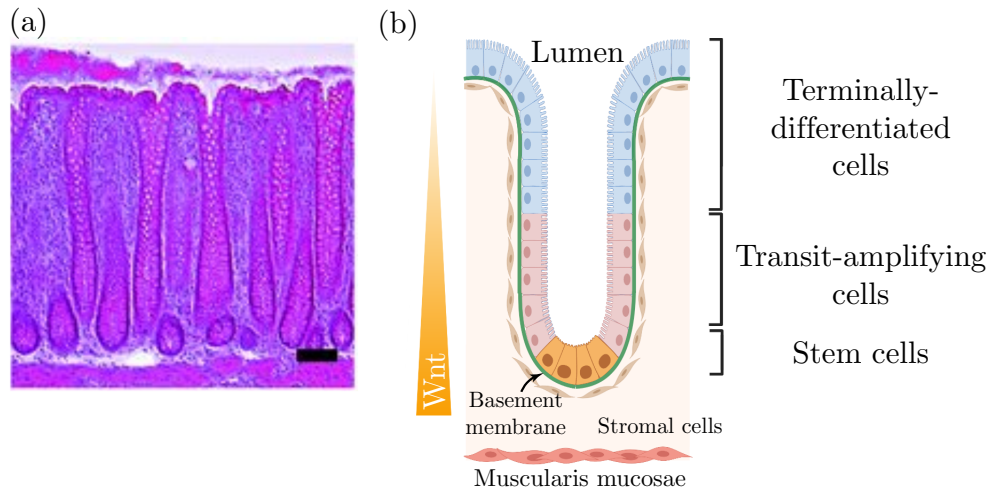 (a)
(b)
Lumen
Terminally-
differentiated
cells
Transit-amplifying
cells
Stem cells
Wnt
Basement
membrane
Stromal cells
Muscularis mucosae